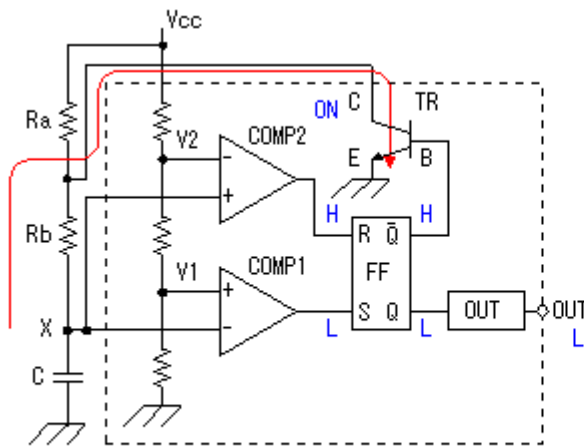 Vcc
C TR
ON
Ra
V2 COMP2
E B
−
+
H H
R Q̄
Rb
FF
V1 COMP1
+
−
S Q OUT OUT
X
L L L
C